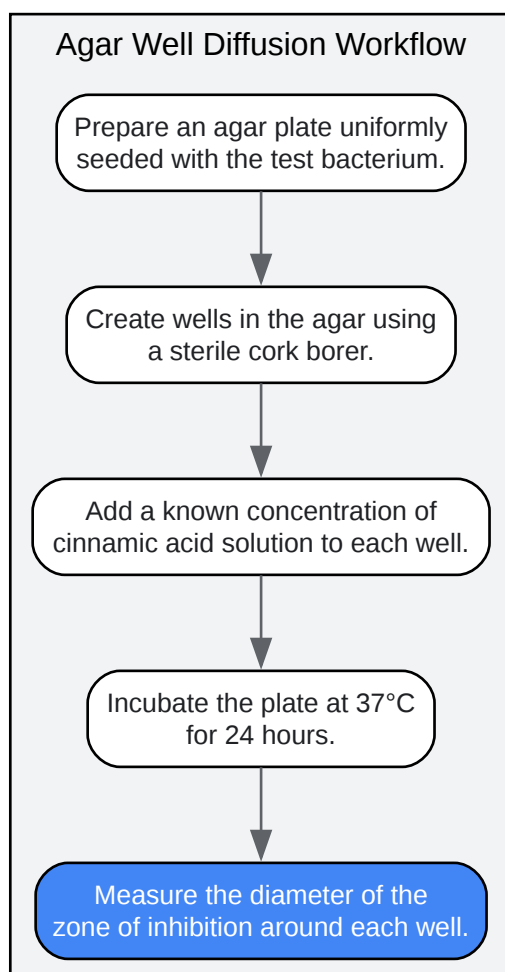 Agar Well Diffusion Workflow
Prepare an agar plate uniformly
seeded with the test bacterium.
Create wells in the agar using
a sterile cork borer.
Add a known concentration of
cinnamic acid solution to each well.
Incubate the plate at 37°C
for 24 hours.
Measure the diameter of the
zone of inhibition around each well.